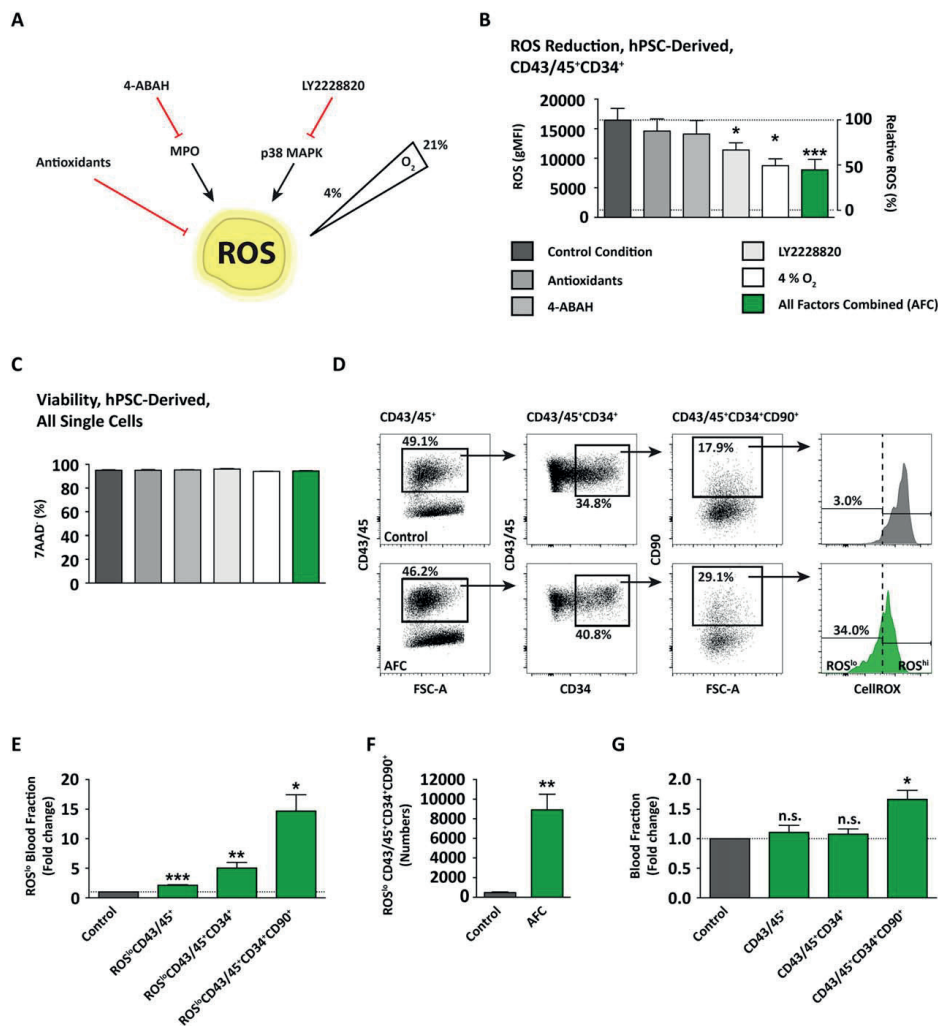 A
4-ABAH
LY2228820
Antioxidants
MPO
p38 MAPK
4%
O₂
21%
ROS
B
ROS Reduction, hPSC-Derived,
CD43/45⁺CD34⁺
ROS (gMFI)
20000
15000
10000
5000
0
*
*
***
100
50
0
Relative ROS (%)
Control Condition
Antioxidants
4-ABAH
LY2228820
4 % O₂
All Factors Combined (AFC)
C
Viability, hPSC-Derived,
All Single Cells
7AAD⁻ (%)
100
80
60
40
20
0
D
CD43/45⁺
CD43/45⁺CD34⁺
CD43/45⁺CD34⁺CD90⁺
49.1%
34.8%
17.9%
3.0%
Control
CD43/45
CD43/45
CD90
46.2%
40.8%
29.1%
34.0%
AFC
ROSˡᵒ
ROSʰⁱ
FSC-A
CD34
FSC-A
CellROX
E
ROSˡᵒ Blood Fraction
(Fold change)
20
15
10
5
0
***
**
*
Control
ROSˡᵒCD43/45⁺
ROSˡᵒCD43/45⁺CD34⁺
ROSˡᵒCD43/45⁺CD34⁺CD90⁺
F
ROSˡᵒ CD43/45⁺CD34⁺CD90⁺
(Numbers)
12000
10000
8000
6000
4000
2000
0
**
Control
AFC
G
Blood Fraction
(Fold change)
2.0
1.5
1.0
0.5
0
n.s.
n.s.
*
Control
CD43/45⁺
CD43/45⁺CD34⁺
CD43/45⁺CD34⁺CD90⁺